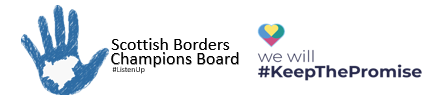 Scottish Borders
Champions Board
#ListenUp
we will
#KeepThePromise